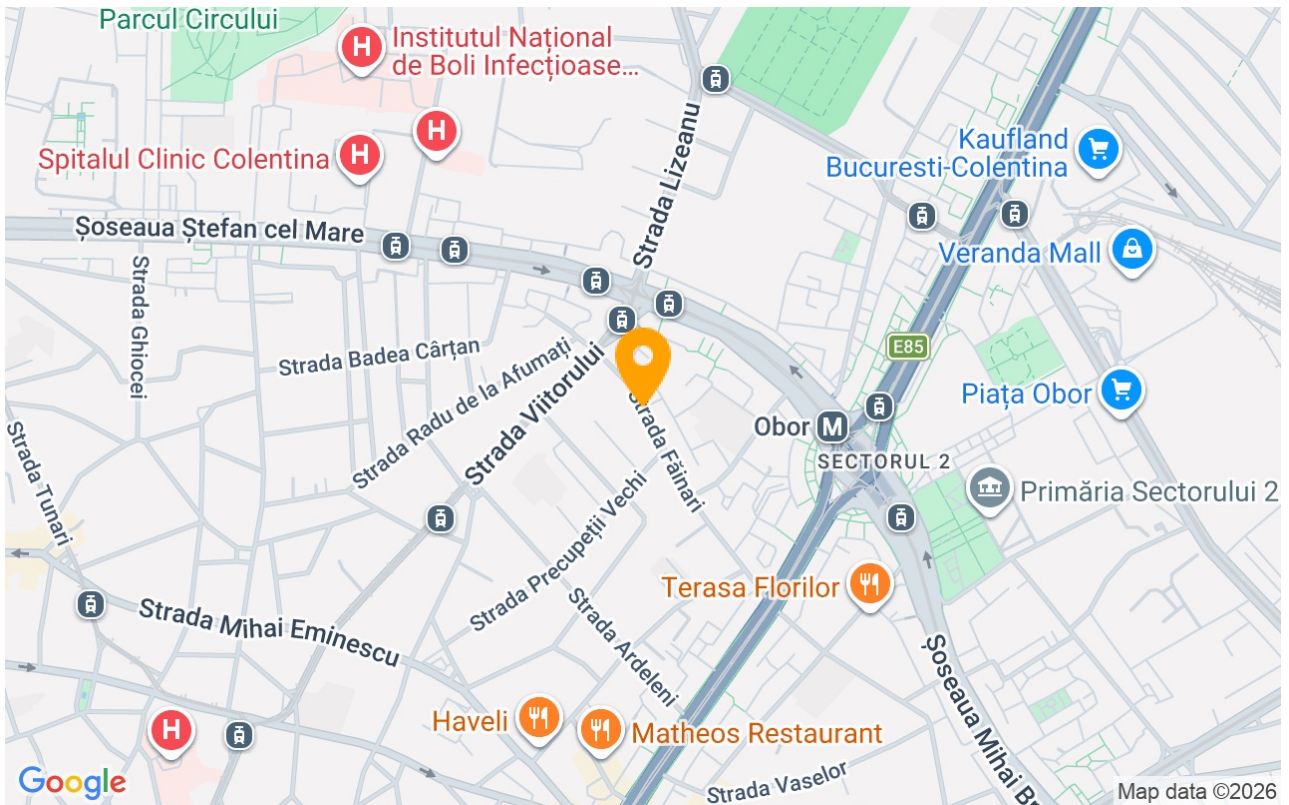 Parcul Circului
Institutul Național
de Boli Infecțioase...
H
H
Spitalul Clinic Colentina
H
Kaufland
Bucuresti-Colentina
Strada Lizeanu
Șoseaua Ștefan cel Mare
Veranda Mall
Strada Ghiocei
E85
Strada Badea Cârțan
Strada Radu de la Afumați
Strada Viitorului
Piața Obor
Strada Făinari
Obor M
SECTORUL 2
Strada Tunari
Primăria Sectorului 2
Strada Precupeții Vechi
Terasa Florilor
Strada Mihai Eminescu
Strada Ardeleni
Șoseaua Mihai Br
Haveli
H
Matheos Restaurant
Strada Vaselor
Google
Map data ©2026